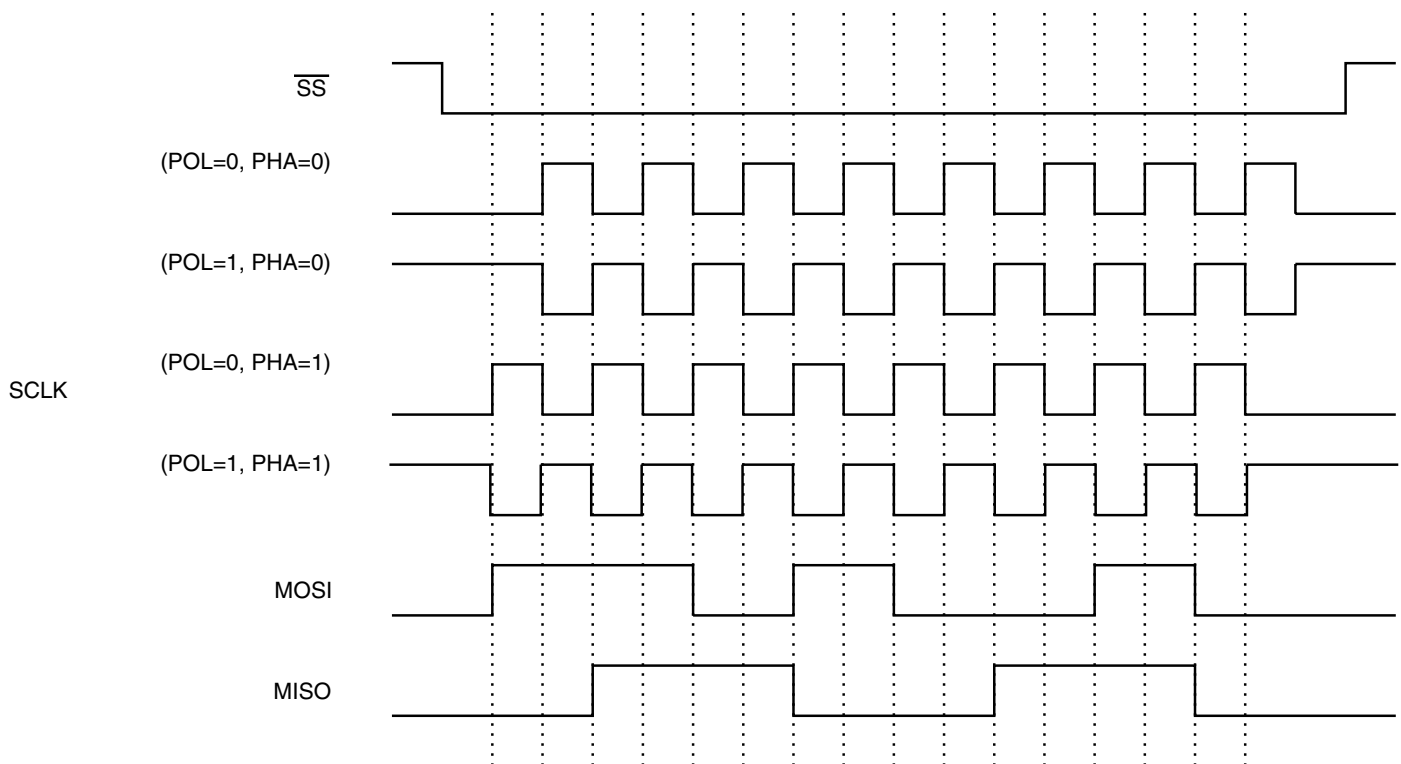 SS
(POL=0, PHA=0)
(POL=1, PHA=0)
(POL=0, PHA=1)
SCLK
(POL=1, PHA=1)
MOSI
MISO